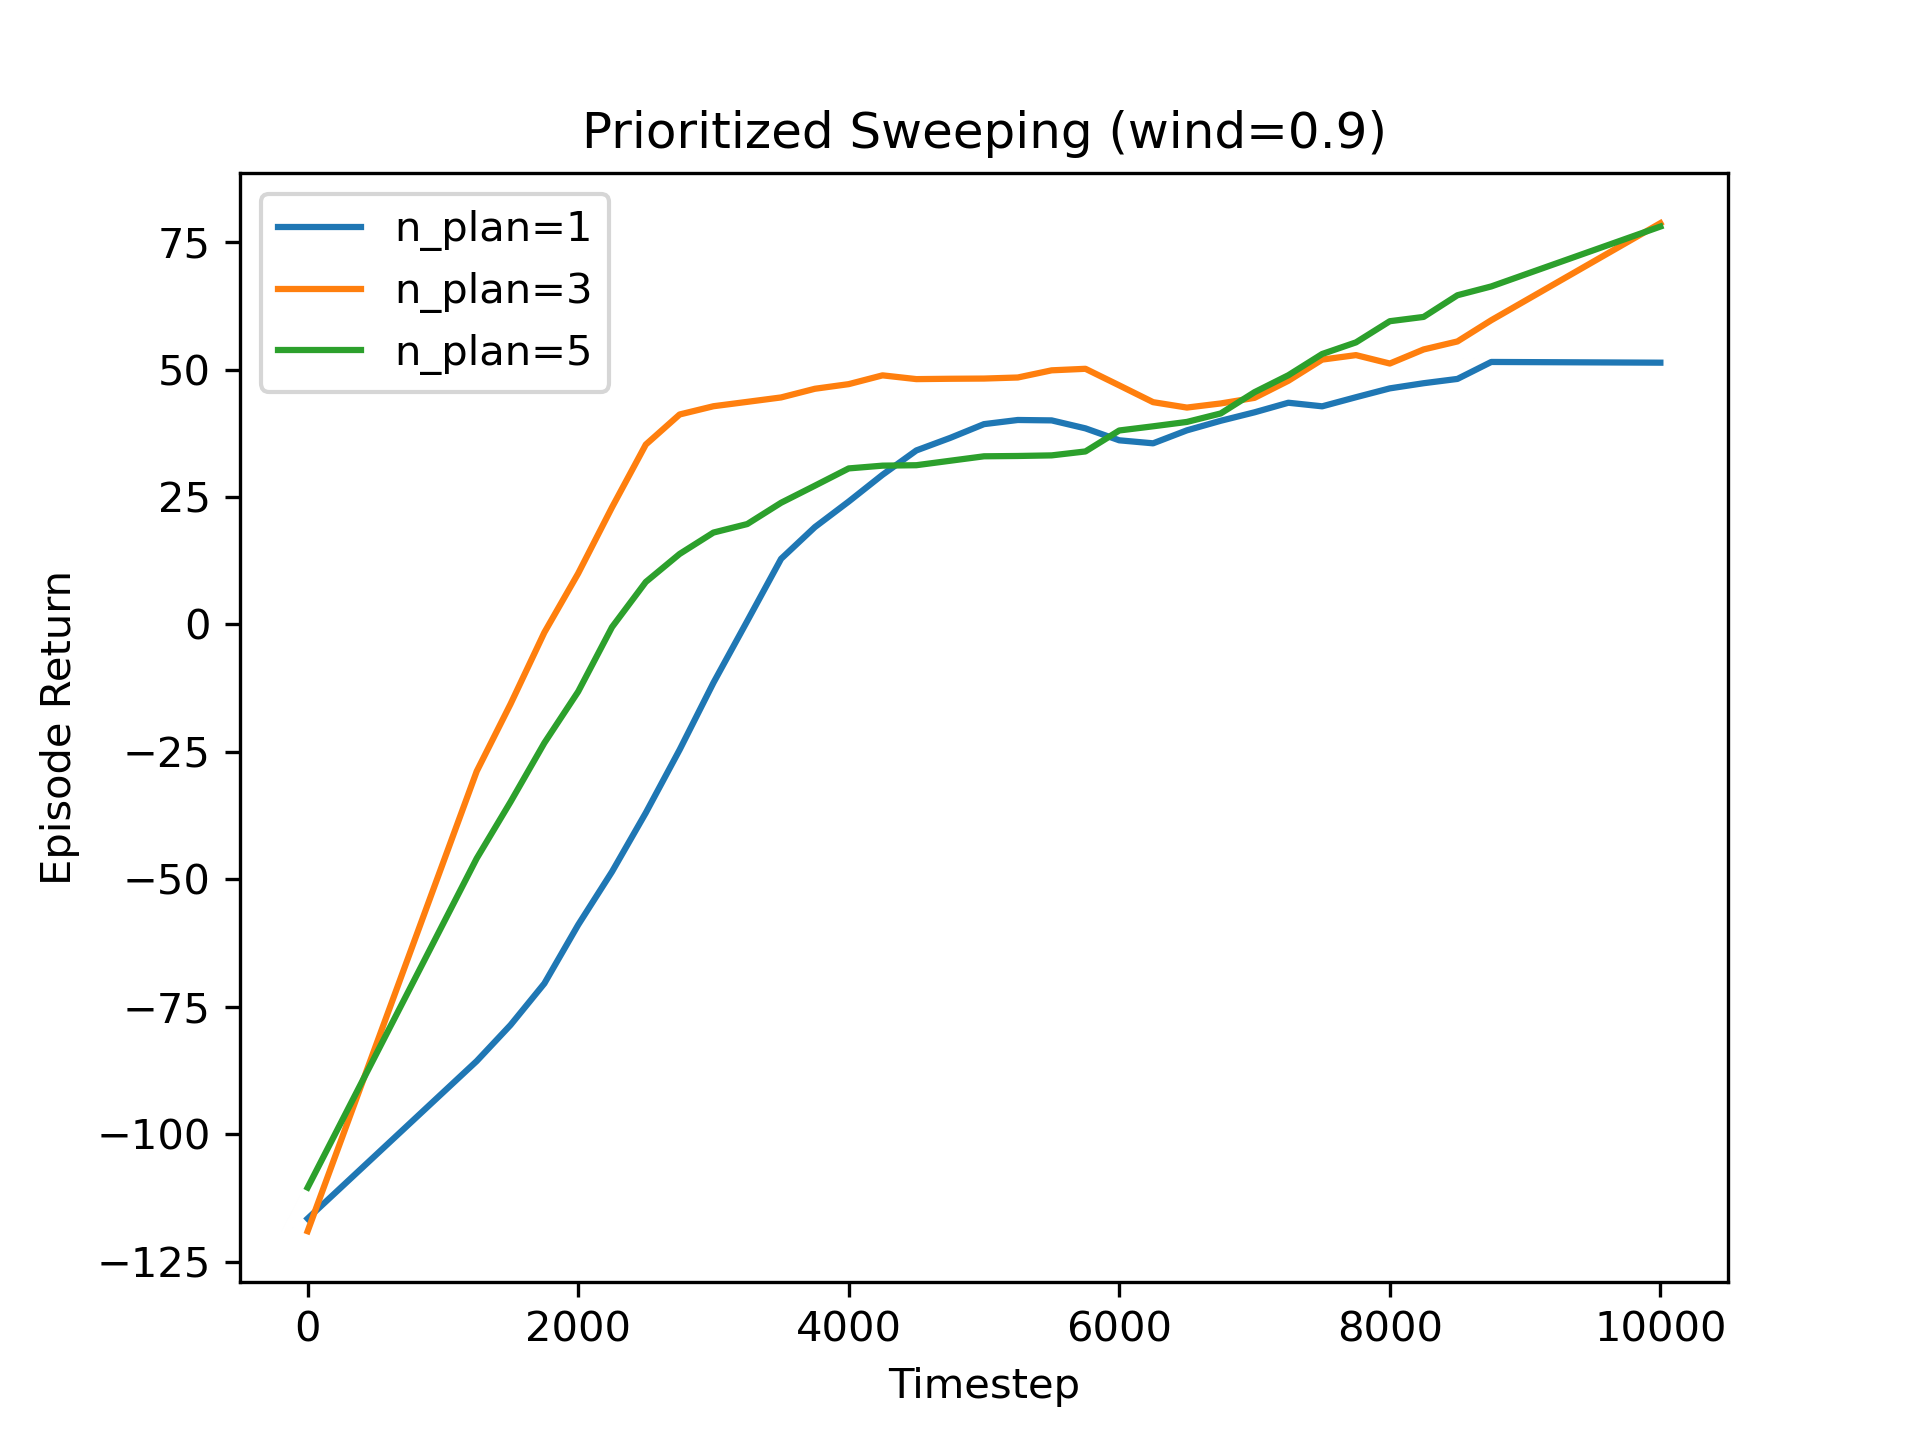 Prioritized Sweeping (wind=0.9)
n_plan=1
n_plan=3
n_plan=5
75
50
25
0
−25
−50
−75
−100
−125
Episode Return
0 2000 4000 6000 8000 10000
Timestep